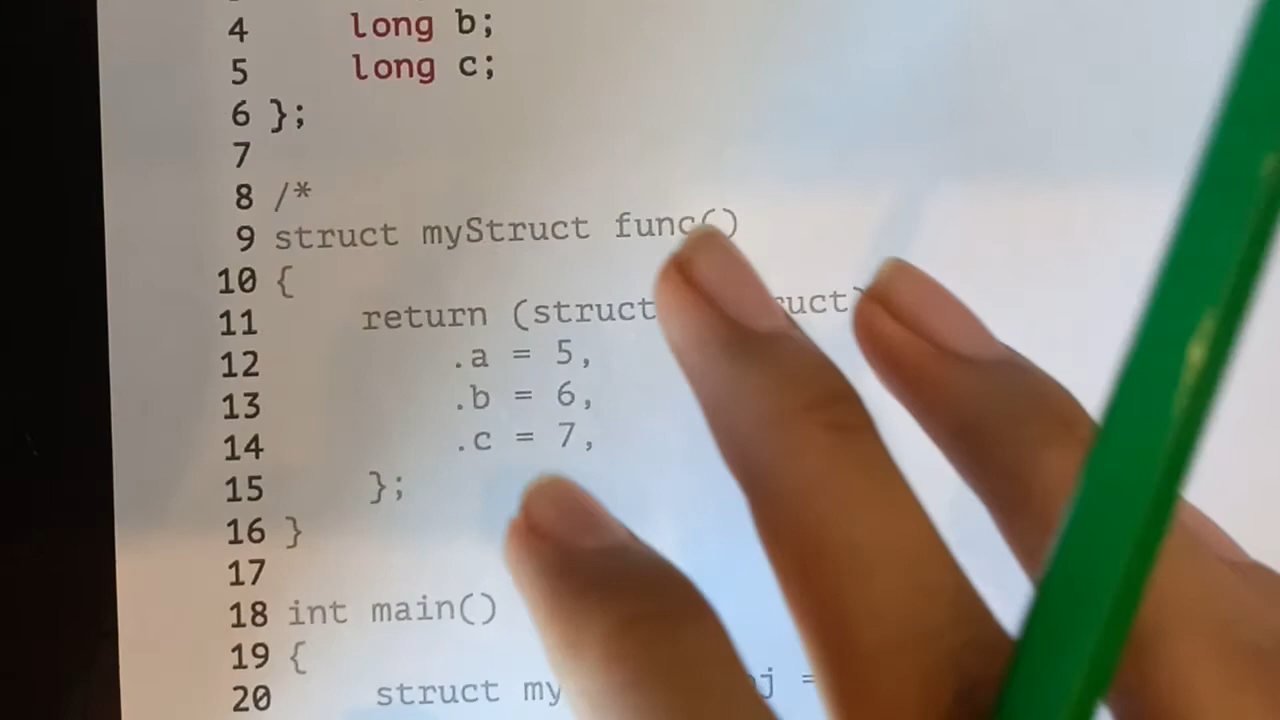 4 long b;
5 long c;
6 };
7
8 /*
9 struct myStruct func()
10 {
11 return (struct
12 .a = 5,
13 .b = 6,
14 .c = 7,
15 };
16 }
17
18 int main()
19 {
20 struct